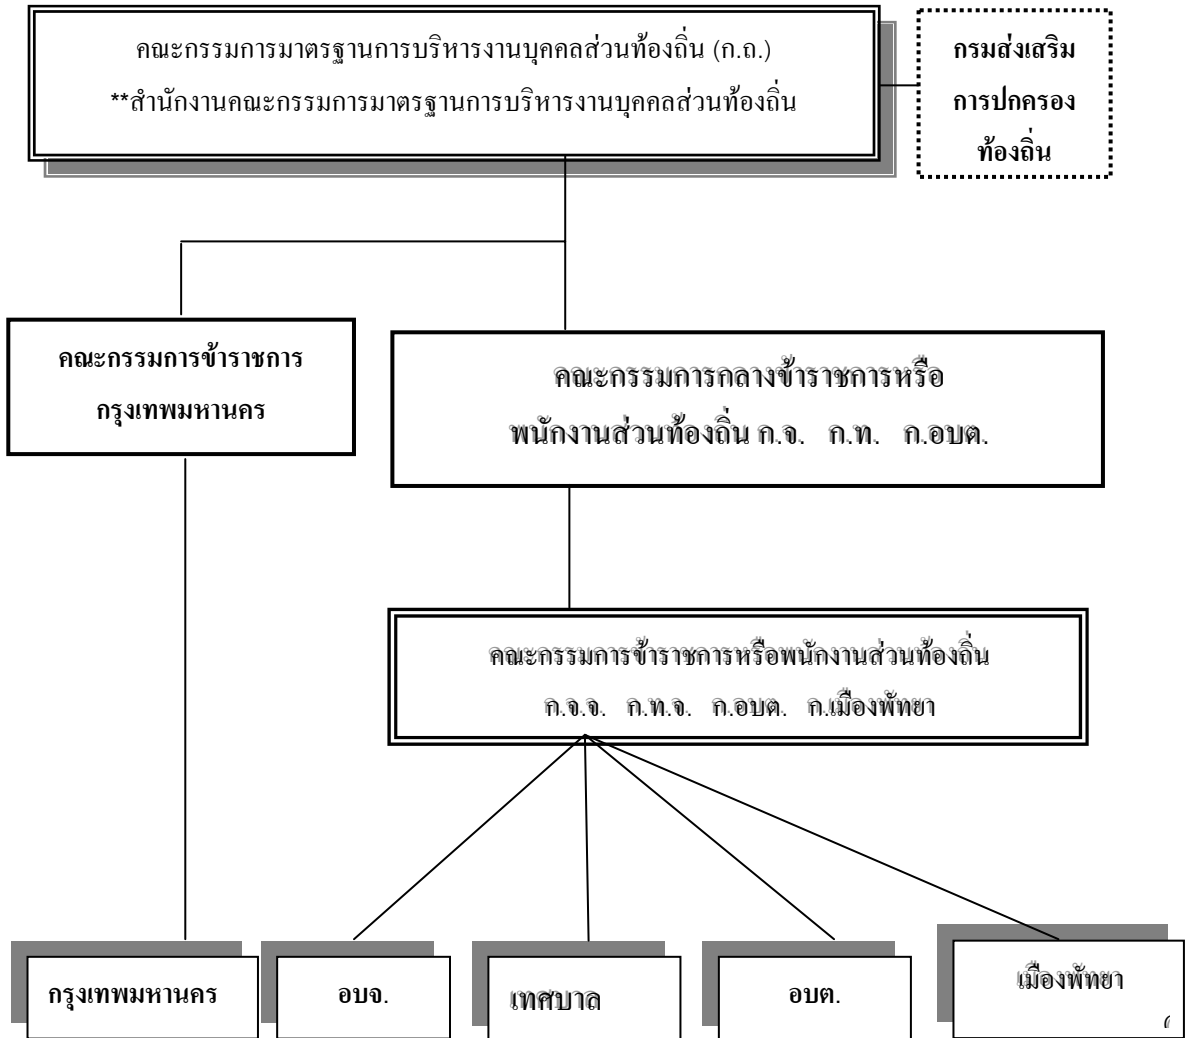 คณะกรรมการมาตรฐานการบริหารงานบุคคลส่วนท้องถิ่น (ก.ถ.)
**สำนักงานคณะกรรมการมาตรฐานการบริหารงานบุคคลส่วนท้องถิ่น
กรมส่งเสริม
การปกครอง
ท้องถิ่น
คณะกรรมการข้าราชการ
กรุงเทพมหานคร
คณะกรรมการกลางข้าราชการหรือ
พนักงานส่วนท้องถิ่น ก.จ. ก.ท. ก.อบต.
คณะกรรมการข้าราชการหรือพนักงานส่วนท้องถิ่น
ก.จ.จ. ก.ท.จ. ก.อบต. ก.เมืองพัทยา
กรุงเทพมหานคร
อบจ.
เทศบาล
อบต.
เมืองพัทยา